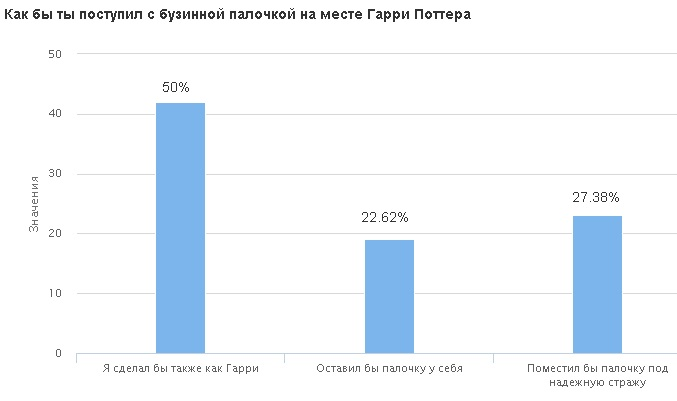 Как бы ты поступил с бузинной палочкой на месте Гарри Поттера
50
40
30
20
10
0
Значения
50%
22.62%
27.38%
Я сделал бы также как Гарри
Оставил бы палочку у себя
Поместил бы палочку под
надежную стражу